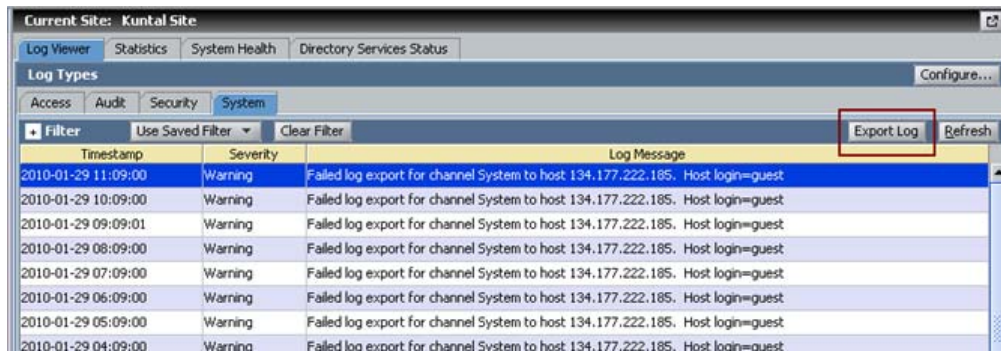 Current Site: Kuntal Site
Log Viewer Statistics System Health Directory Services Status
Log Types Configure...
Access Audit Security System
+ Filter Use Saved Filter Clear Filter Export Log Refresh
Timestamp Severity Log Message
2010-01-29 11:09:00 Warning Failed log export for channel System to host 134.177.222.185. Host login=guest
2010-01-29 10:09:00 Warning Failed log export for channel System to host 134.177.222.185. Host login=guest
2010-01-29 09:09:01 Warning Failed log export for channel System to host 134.177.222.185. Host login=guest
2010-01-29 08:09:00 Warning Failed log export for channel System to host 134.177.222.185. Host login=guest
2010-01-29 07:09:00 Warning Failed log export for channel System to host 134.177.222.185. Host login=guest
2010-01-29 06:09:00 Warning Failed log export for channel System to host 134.177.222.185. Host login=guest
2010-01-29 05:09:00 Warning Failed log export for channel System to host 134.177.222.185. Host login=guest
2010-01-29 04:09:00 Warning Failed log export for channel System to host 134.177.222.185. Host login=guest